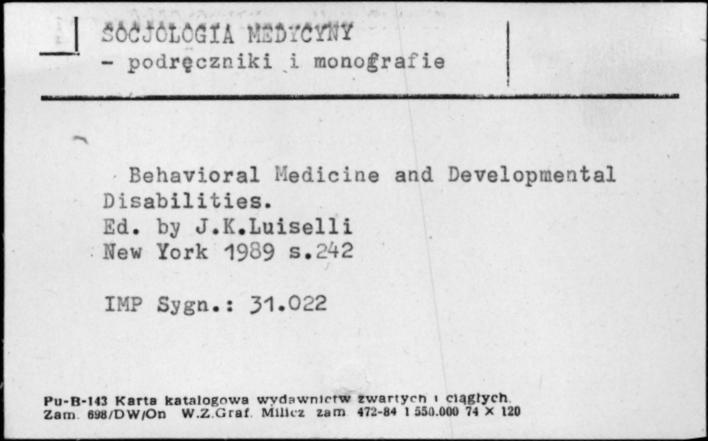 SOCJOLOGIA MEDYCYNY
- podręczniki i monografie
Behavioral Medicine and Developmental
Disabilities.
Ed. by J.K.Luiselli
New York 1989 s.242
IMP Sygn.: 31.022
Pu-B-143 Karta katalogowa wydawnictw zwartych i ciągłych
Zam. 698/DW/On W.Z.Graf. Milicz zam 472-84 1 550.000 74 × 120